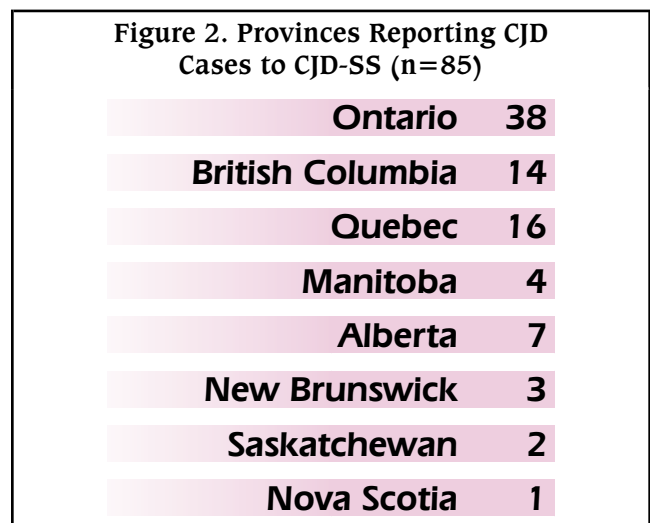 Figure 2. Provinces Reporting CJD
Cases to CJD-SS (n=85)
Ontario 38
British Columbia 14
Quebec 16
Manitoba 4
Alberta 7
New Brunswick 3
Saskatchewan 2
Nova Scotia 1